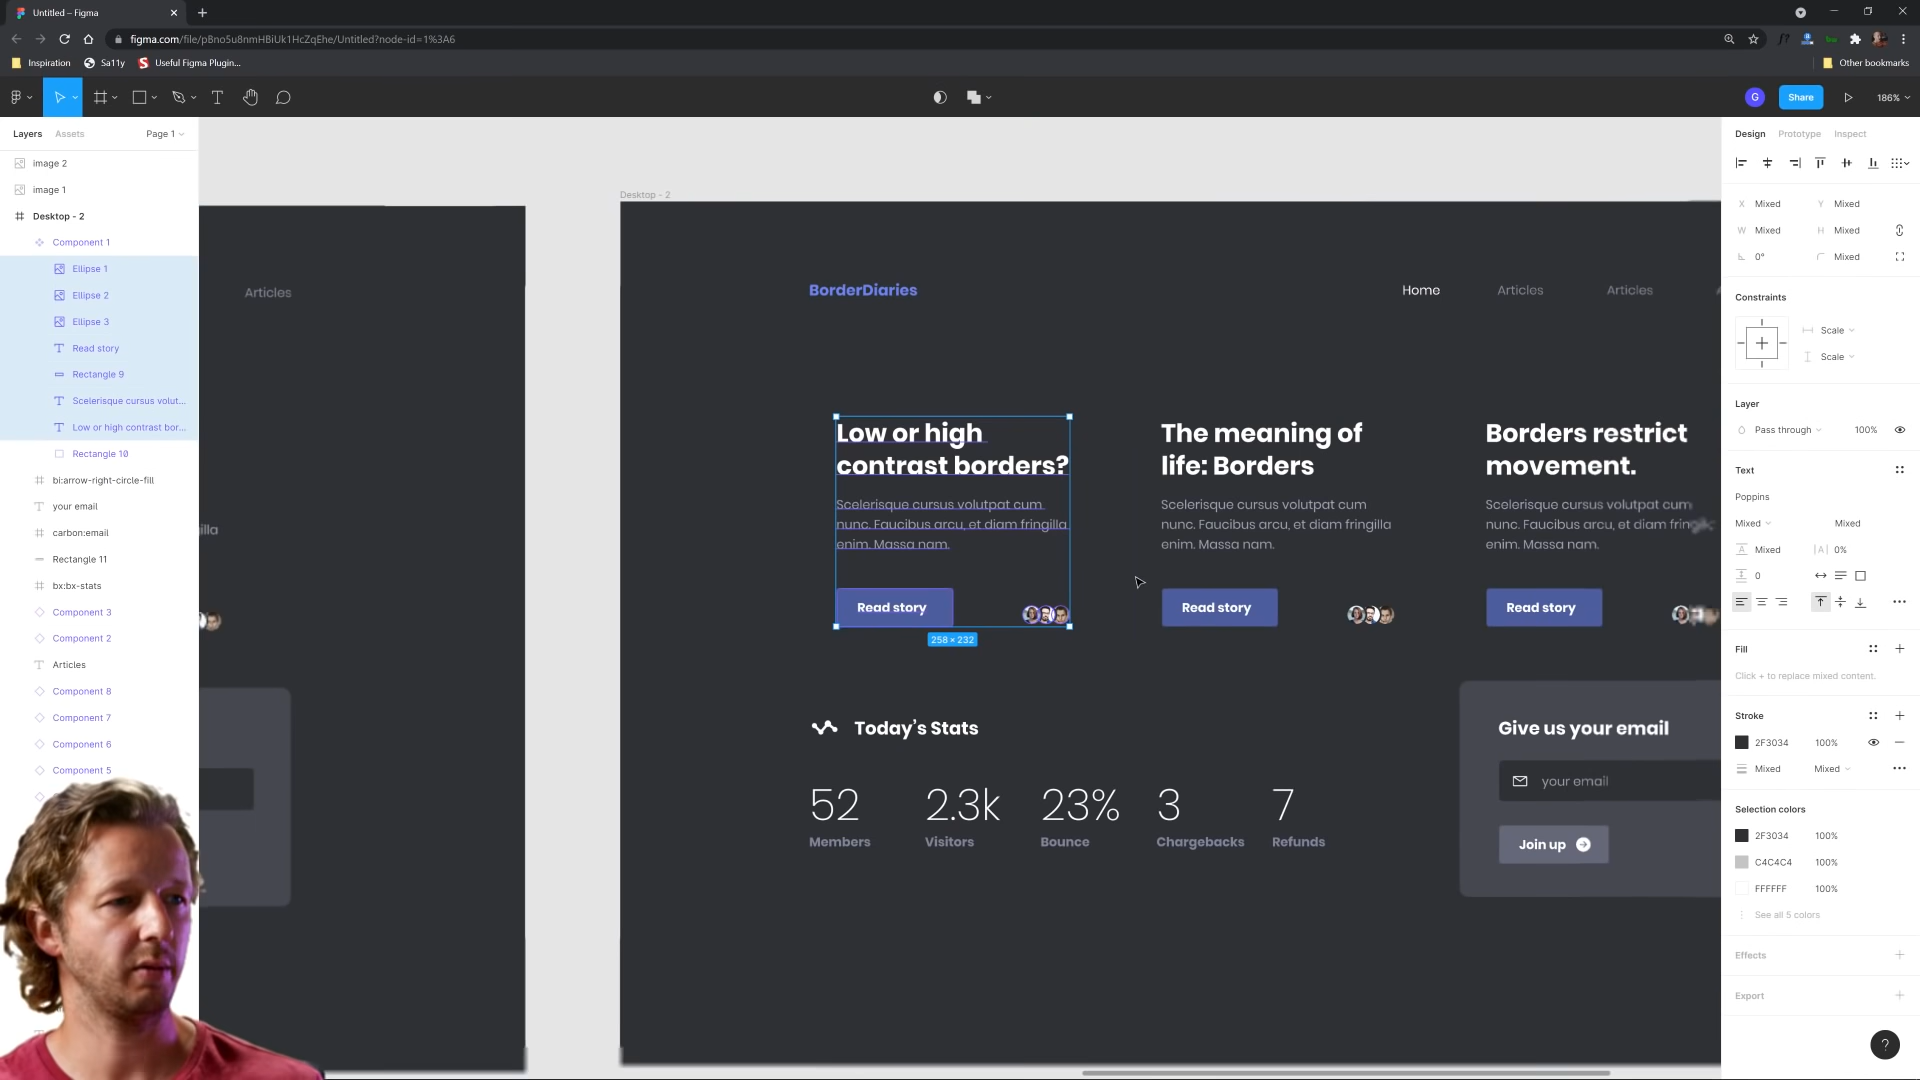 Untitled – Figma
figma.com/file/pBno5u8nmHBiUk1HcZqEhe/Untitled?node-id=1%3A6
Inspiration
Sa11y
Useful Figma Plugin...
Other bookmarks
G
Share
186%
Layers
Assets
Page 1
image 2
image 1
Desktop - 2
Component 1
Ellipse 1
Ellipse 2
Ellipse 3
Read story
Rectangle 9
Scelerisque cursus volut...
Low or high contrast bor...
Rectangle 10
bi:arrow-right-circle-fill
your email
carbon:email
Rectangle 11
bx:bx-stats
Component 3
Component 2
Articles
Component 8
Component 7
Component 6
Component 5
Articles
gilla
Desktop - 2
BorderDiaries
Home
Articles
Articles
Low or high
contrast borders?
Scelerisque cursus volutpat cum
nunc. Faucibus arcu, et diam fringilla
enim. Massa nam.
Read story
258 × 232
The meaning of
life: Borders
Scelerisque cursus volutpat cum
nunc. Faucibus arcu, et diam fringilla
enim. Massa nam.
Read story
Borders restrict
movement.
Scelerisque cursus volutpat cum
nunc. Faucibus arcu, et diam fringilla
enim. Massa nam.
Read story
Today's Stats
52
Members
2.3k
Visitors
23%
Bounce
3
Chargebacks
7
Refunds
Give us your email
your email
Join up
Design
Prototype
Inspect
X Mixed
Y Mixed
W Mixed
H Mixed
0°
Mixed
Constraints
Scale
Scale
Layer
Pass through
100%
Text
Poppins
Mixed
Mixed
Mixed
0%
0
Fill
Click + to replace mixed content.
Stroke
2F3034
100%
Mixed
Mixed
Selection colors
2F3034
100%
C4C4C4
100%
FFFFFF
100%
See all 5 colors
Effects
Export
?